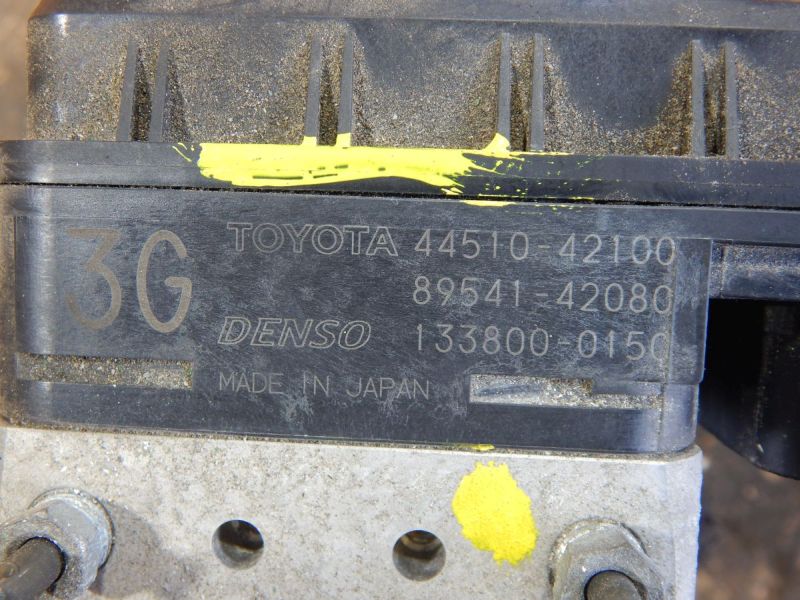 3G
TOYOTA 44510-42100
89541-42080
DENSO 133800-0150
MADE IN JAPAN